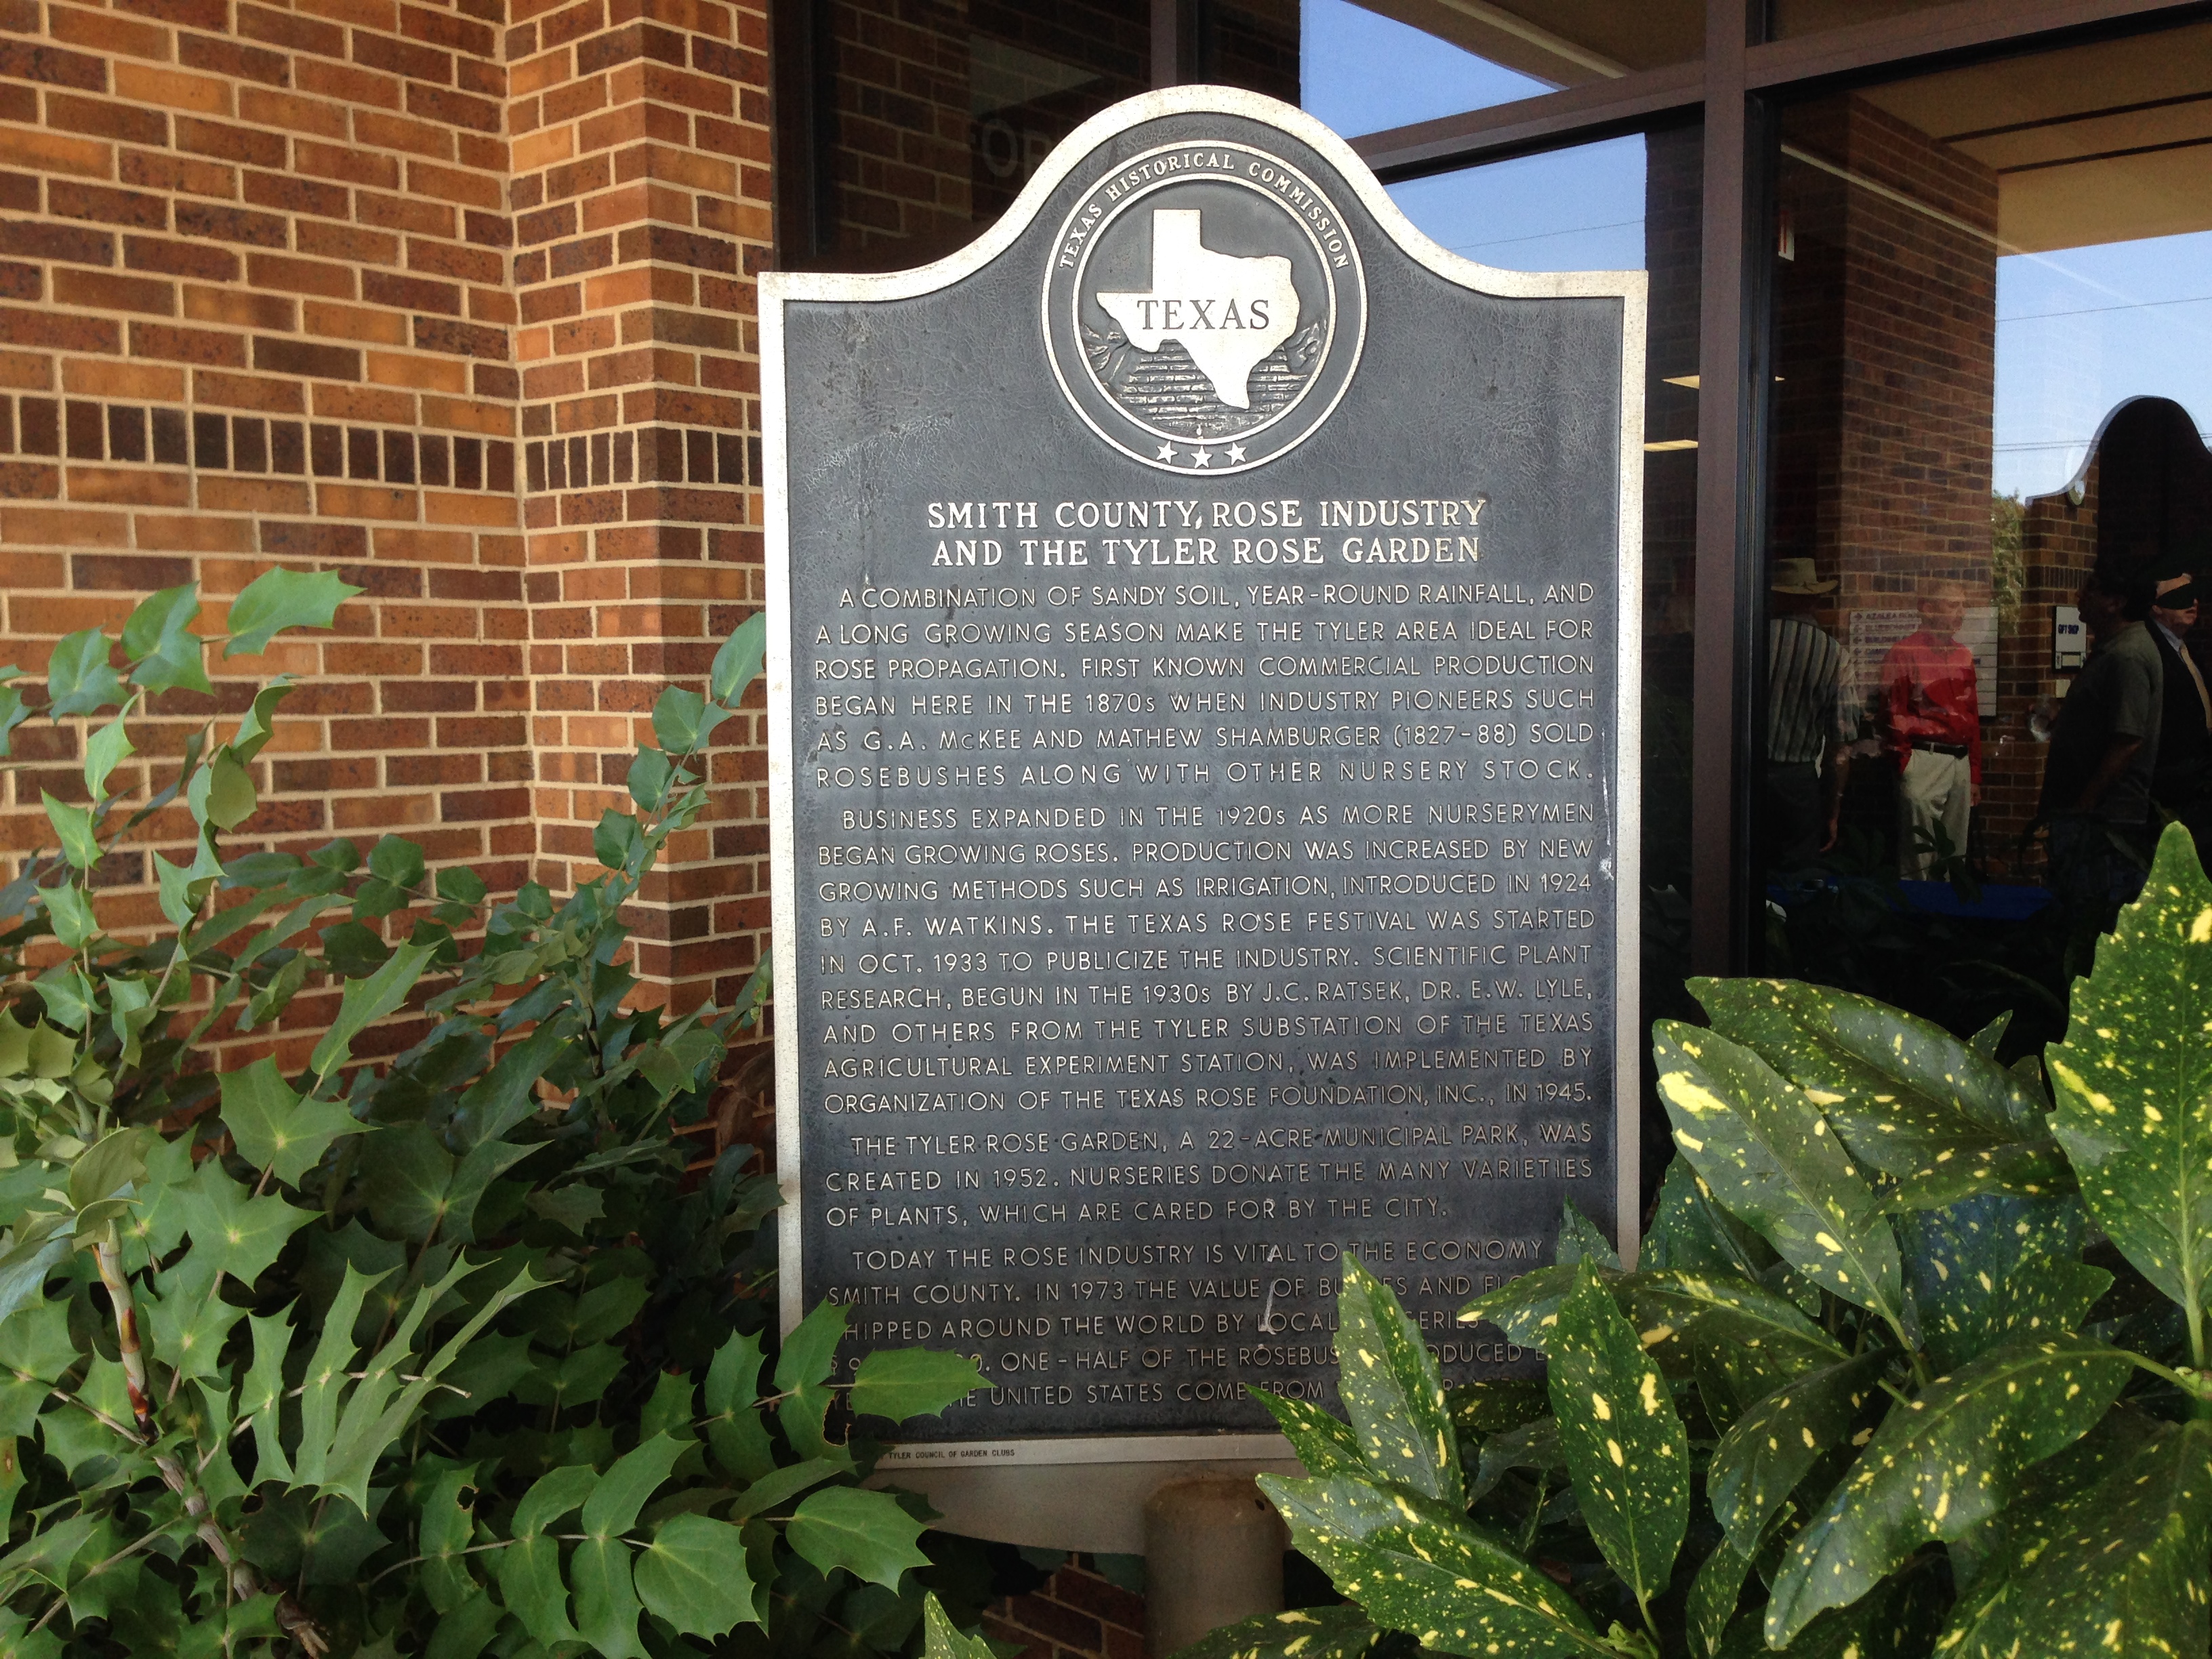 TEXAS HISTORICAL COMMISSION
TEXAS
SMITH COUNTY ROSE INDUSTRY
AND THE TYLER ROSE GARDEN
A COMBINATION OF SANDY SOIL, YEAR-ROUND RAINFALL, AND
A LONG GROWING SEASON MAKE THE TYLER AREA IDEAL FOR
ROSE PROPAGATION. FIRST KNOWN COMMERCIAL PRODUCTION
BEGAN HERE IN THE 1870s WHEN INDUSTRY PIONEERS SUCH
AS G.A. McKEE AND MATHEW SHAMBURGER (1827-88) SOLD
ROSEBUSHES ALONG WITH OTHER NURSERY STOCK.
BUSINESS EXPANDED IN THE 1920s AS MORE NURSERYMEN
BEGAN GROWING ROSES. PRODUCTION WAS INCREASED BY NEW
GROWING METHODS SUCH AS IRRIGATION, INTRODUCED IN 1924
BY A.F. WATKINS. THE TEXAS ROSE FESTIVAL WAS STARTED
IN OCT. 1933 TO PUBLICIZE THE INDUSTRY. SCIENTIFIC PLANT
RESEARCH, BEGUN IN THE 1930s BY J.C. RATSEK, DR. E.W. LYLE,
AND OTHERS FROM THE TYLER SUBSTATION OF THE TEXAS
AGRICULTURAL EXPERIMENT STATION, WAS IMPLEMENTED BY
ORGANIZATION OF THE TEXAS ROSE FOUNDATION, INC., IN 1945.
THE TYLER ROSE GARDEN, A 22-ACRE MUNICIPAL PARK, WAS
CREATED IN 1952. NURSERIES DONATE THE MANY VARIETIES
OF PLANTS, WHICH ARE CARED FOR BY THE CITY.
TODAY THE ROSE INDUSTRY IS VITAL TO THE ECONOMY
SMITH COUNTY. IN 1973 THE VALUE OF AND
HIPPED AROUND THE WORLD BY LOCAL
ONE-HALF OF THE
UNITED STATES COME FROM
TYLER COUNCIL OF GARDEN CLUBS
GIFT SHOP